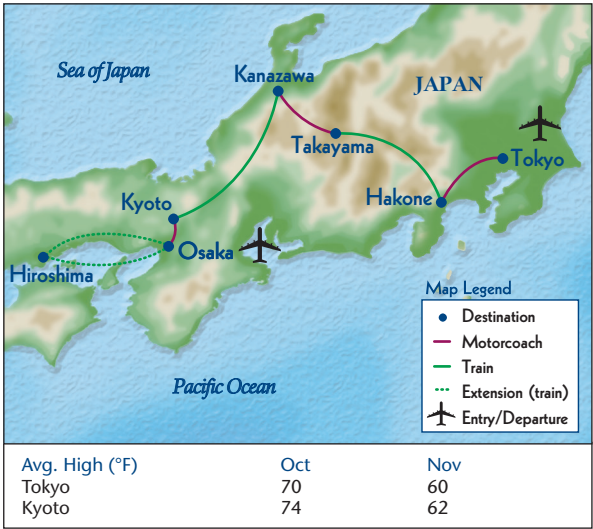 Sea of Japan
Kanazawa
JAPAN
Takayama
Tokyo
Kyoto
Hakone
Osaka
Hiroshima
Pacific Ocean
Map Legend
Destination
Motorcoach
Train
Extension (train)
Entry/Departure
Avg. High (°F) Oct Nov
Tokyo 70 60
Kyoto 74 62